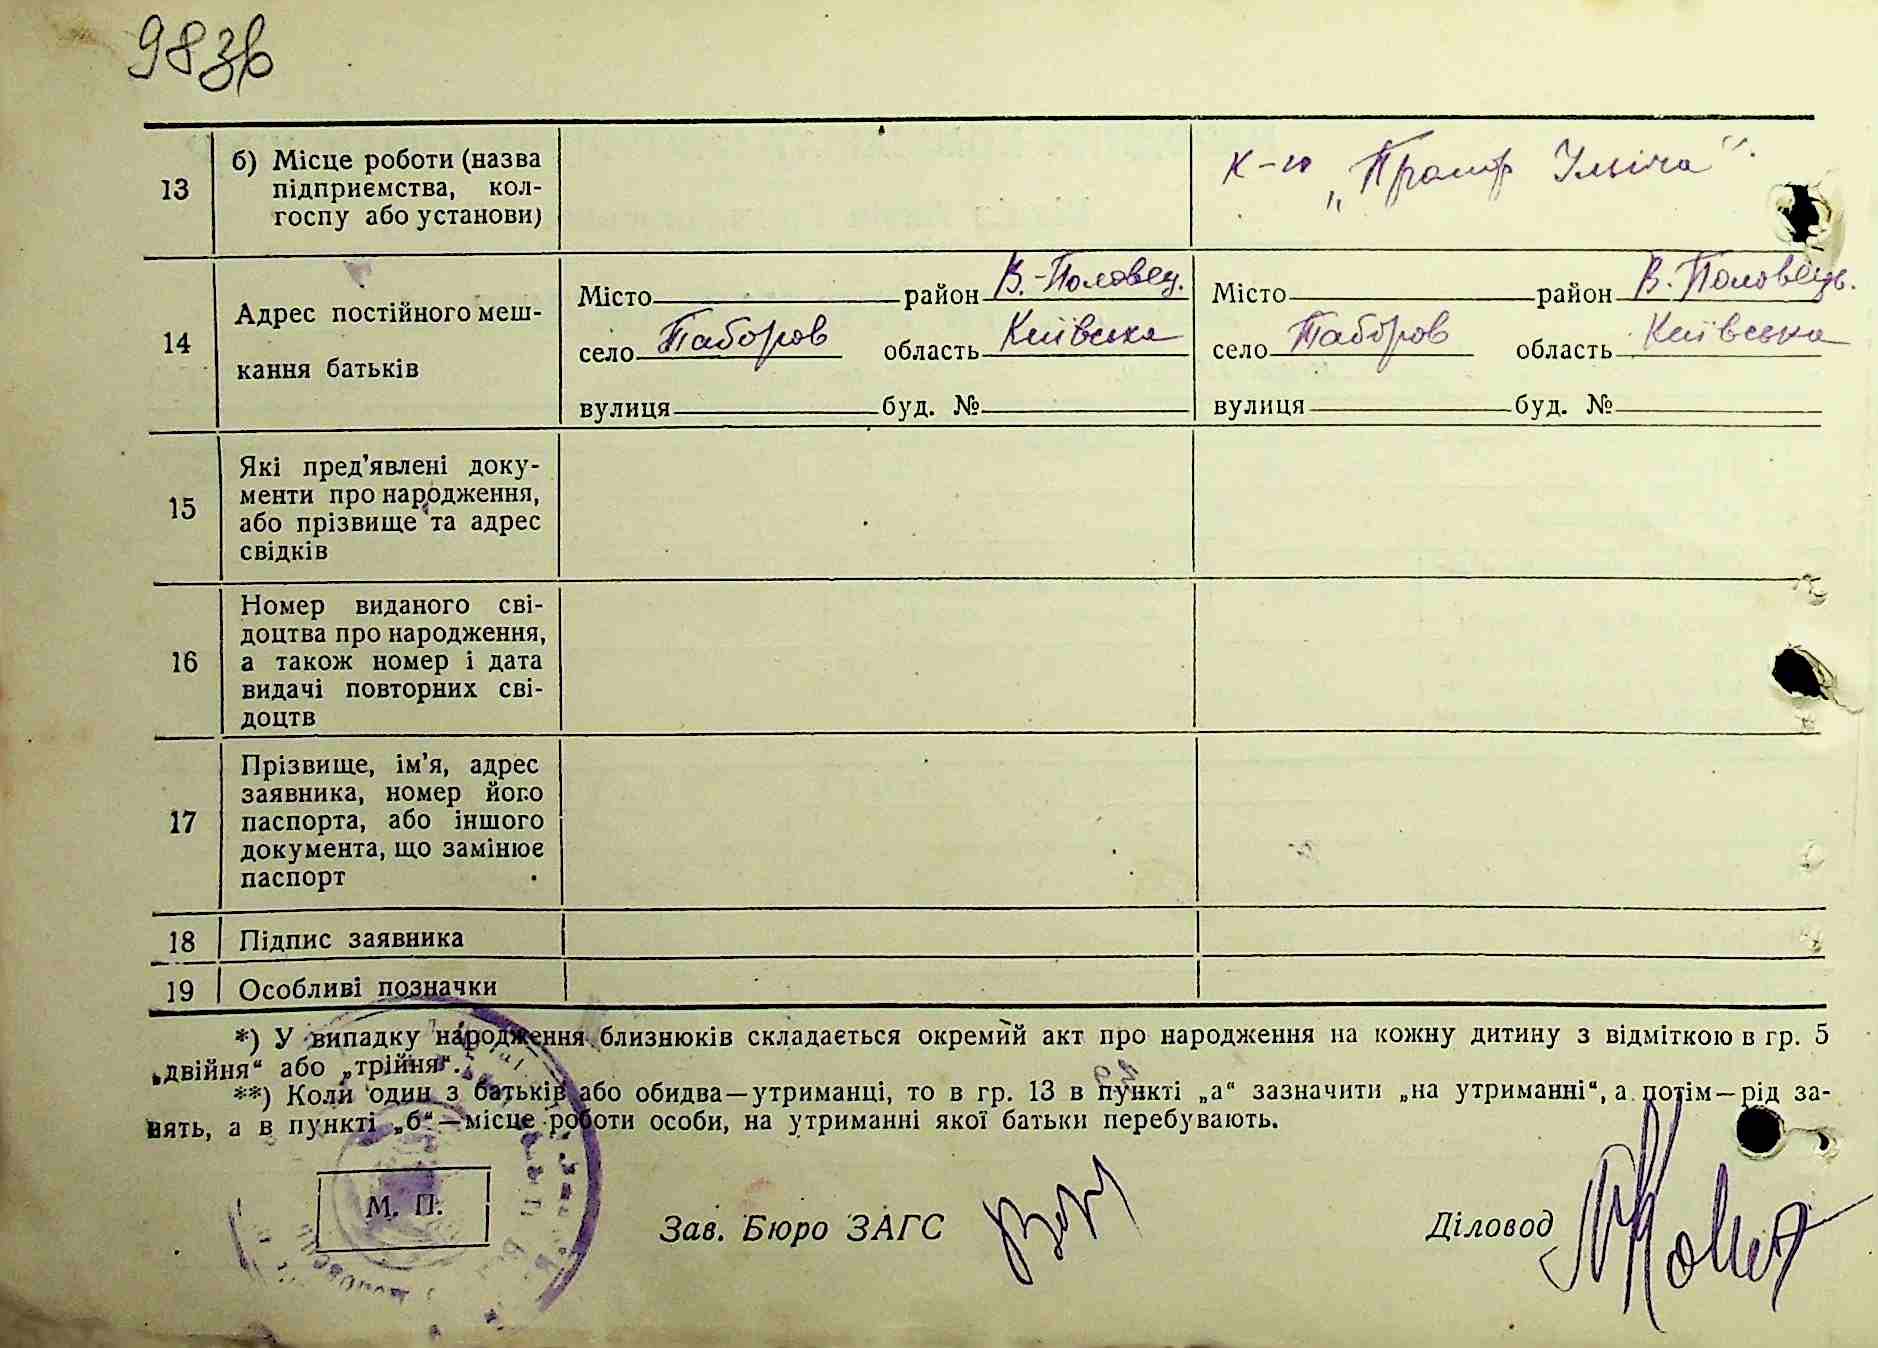 98зв
13
б) Місце роботи (назва
підприємства, кол-
госпу або установи)
К-п „Прапор Ілліча“.
14
Адрес постійного меш-
кання батьків
Місто район В.-Половец.
село Таборов область Київська
вулиця буд. №
Місто район В. Половецьк.
село Таборов область Київська
вулиця буд. №
15
Які пред'явлені доку-
менти про народження,
або прізвище та адрес
свідків
16
Номер виданого сві-
доцтва про народження,
а також номер і дата
видачі повторних сві-
доцтв
17
Прізвище, ім'я, адрес
заявника, номер його
паспорта, або іншого
документа, що замінює
паспорт
18 Підпис заявника
19 Особливі позначки
*) У випадку народження близнюків складається окремий акт про народження на кожну дитину з відміткою в гр. 5
„двійня“ або „трійня“.
**) Коли один з батьків або обидва—утриманці, то в гр. 13 в пункті „а“ зазначити „на утриманні“, а потім—рід за-
нять, а в пункті „б“—місце роботи особи, на утриманні якої батьки перебувають.
М. П.
Зав. Бюро ЗАГС
Діловод